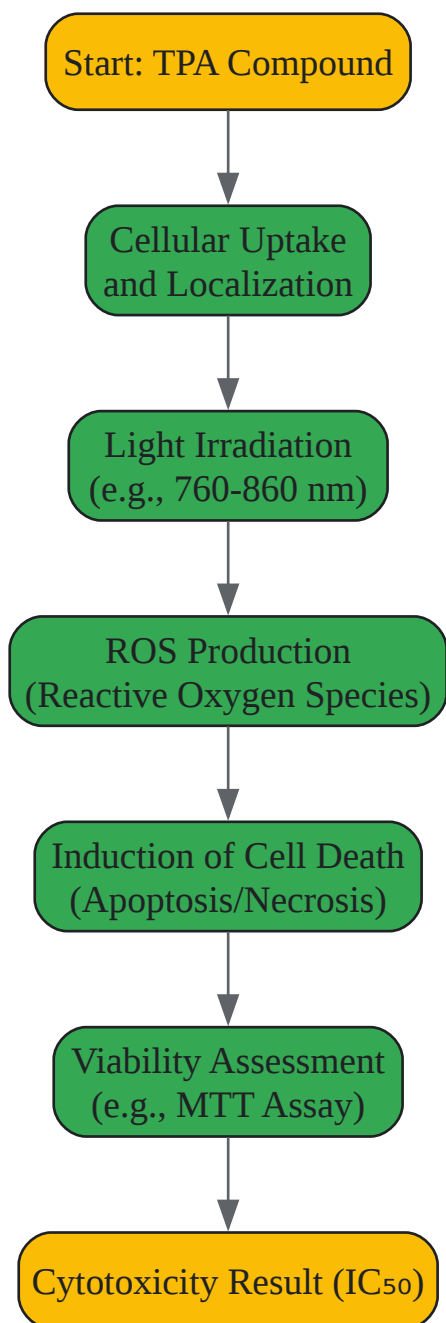 Start: TPA Compound
Cellular Uptake
and Localization
Light Irradiation
(e.g., 760-860 nm)
ROS Production
(Reactive Oxygen Species)
Induction of Cell Death
(Apoptosis/Necrosis)
Viability Assessment
(e.g., MTT Assay)
Cytotoxicity Result (IC₅₀)